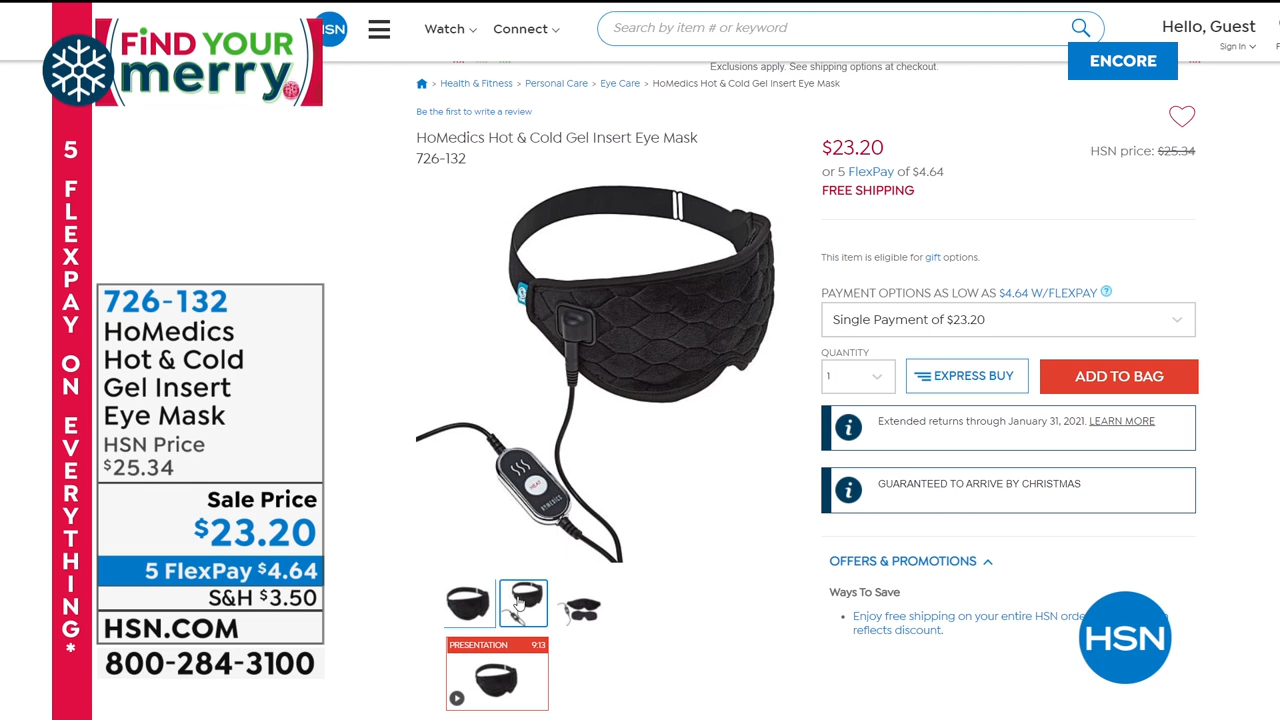 FiND YOUR
merry.
5 FLEXPAY ON EVERYTHING*
726-132
HoMedics
Hot & Cold
Gel Insert
Eye Mask
HSN Price
$25.34
Sale Price
$23.20
5 FlexPay $4.64
S&H $3.50
HSN.COM
800-284-3100
HSN
Watch
Connect
Search by item # or keyword
Hello, Guest
Sign In
ENCORE
Exclusions apply. See shipping options at checkout.
> Health & Fitness > Personal Care > Eye Care > HoMedics Hot & Cold Gel Insert Eye Mask
Be the first to write a review
HoMedics Hot & Cold Gel Insert Eye Mask
726-132
HEAT
HOMEDICS
PRESENTATION 9:13
$23.20
HSN price: $25.34
or 5 FlexPay of $4.64
FREE SHIPPING
This item is eligible for gift options.
PAYMENT OPTIONS AS LOW AS $4.64 W/FLEXPAY ?
Single Payment of $23.20
QUANTITY
1
EXPRESS BUY
ADD TO BAG
i Extended returns through January 31, 2021. LEARN MORE
i GUARANTEED TO ARRIVE BY CHRISTMAS
OFFERS & PROMOTIONS
Ways To Save
• Enjoy free shipping on your entire HSN
reflects discount.
HSN